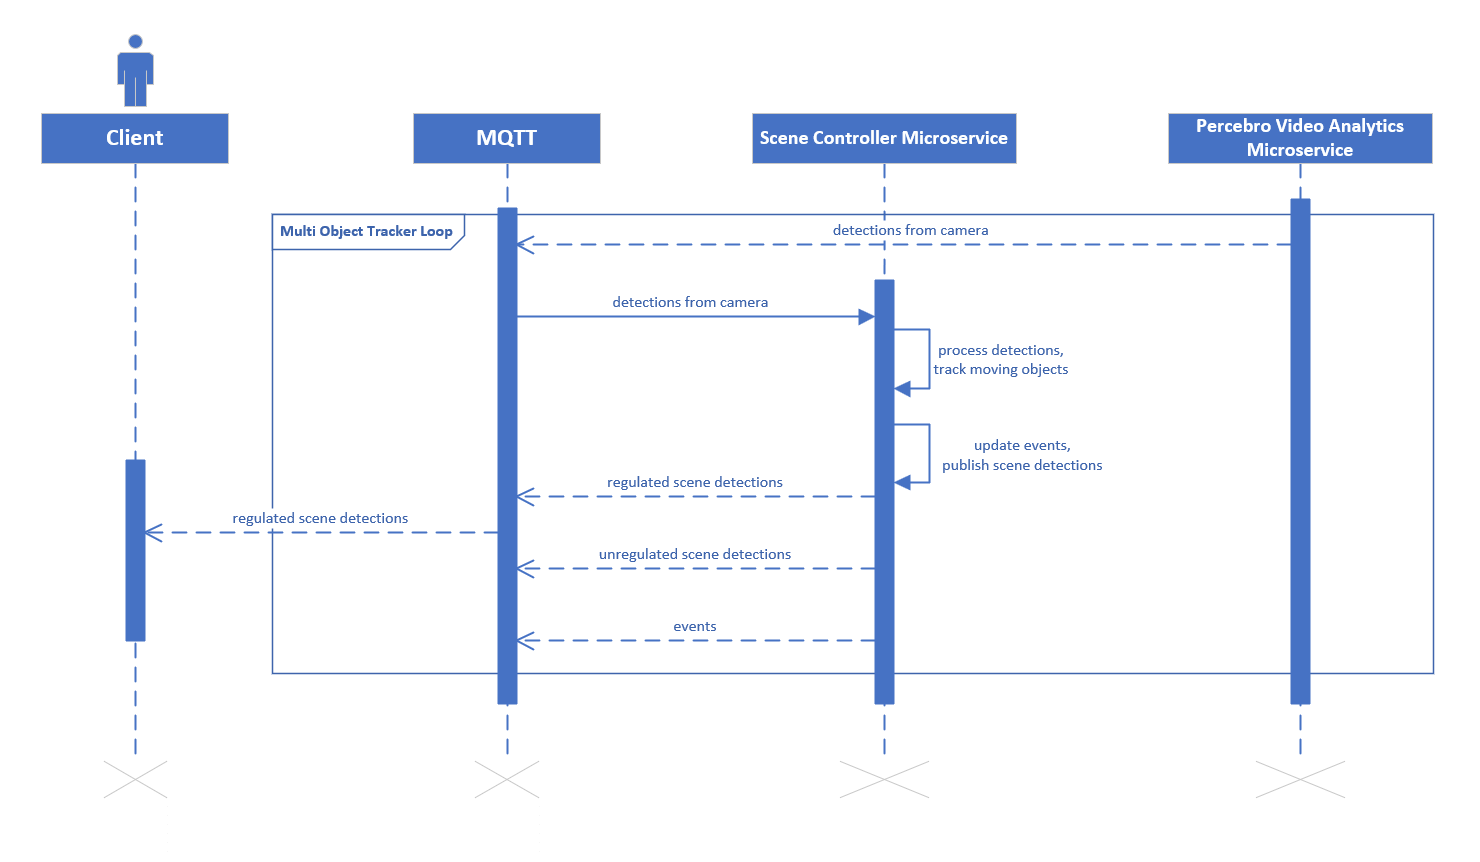 Client
MQTT
Scene Controller Microservice
Percebro Video Analytics
Microservice
Multi Object Tracker Loop
detections from camera
detections from camera
process detections,
track moving objects
update events,
publish scene detections
regulated scene detections
regulated scene detections
unregulated scene detections
events